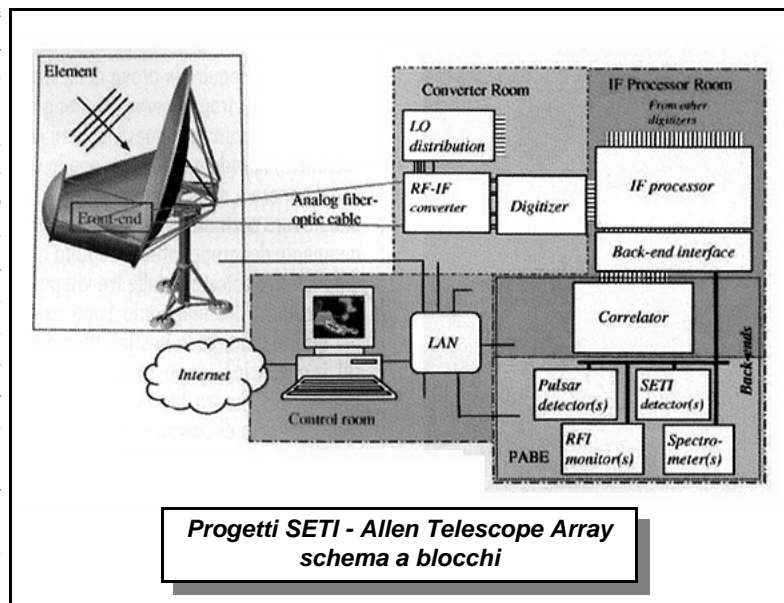 Element
Front-end
Analog fiber-
optic cable
Converter Room
LO
distribution
RF-IF
converter
Digitizer
IF Processor Room
From other
digitizers
IF processor
Back-end interface
Correlator
Back-ends
Pulsar
detector(s)
SETI
detector(s)
RFI
monitor(s)
Spectro-
meter(s)
PABE
LAN
Internet
Control room
Progetti SETI - Allen Telescope Array
schema a blocchi